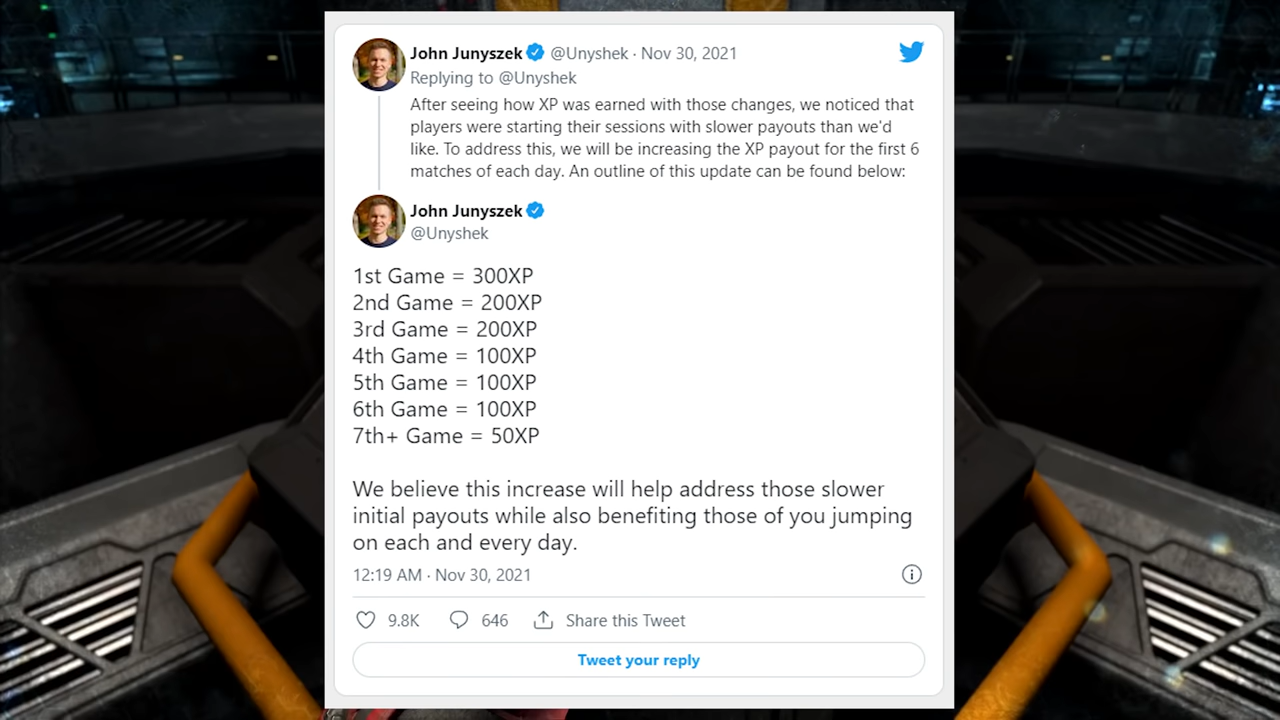 John Junyszek @Unyshek · Nov 30, 2021
Replying to @Unyshek
After seeing how XP was earned with those changes, we noticed that
players were starting their sessions with slower payouts than we'd
like. To address this, we will be increasing the XP payout for the first 6
matches of each day. An outline of this update can be found below:
John Junyszek
@Unyshek
1st Game = 300XP
2nd Game = 200XP
3rd Game = 200XP
4th Game = 100XP
5th Game = 100XP
6th Game = 100XP
7th+ Game = 50XP
We believe this increase will help address those slower
initial payouts while also benefiting those of you jumping
on each and every day.
12:19 AM · Nov 30, 2021
9.8K 646 Share this Tweet
Tweet your reply